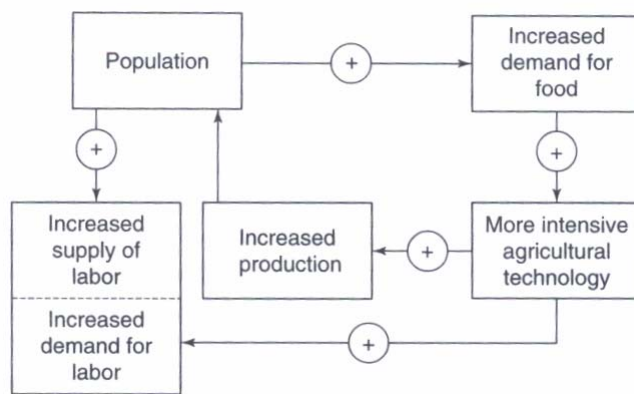 Population
+
Increased
demand for
food
+
+
Increased
supply of
labor
Increased
production
+
More intensive
agricultural
technology
Increased
demand for
labor
+